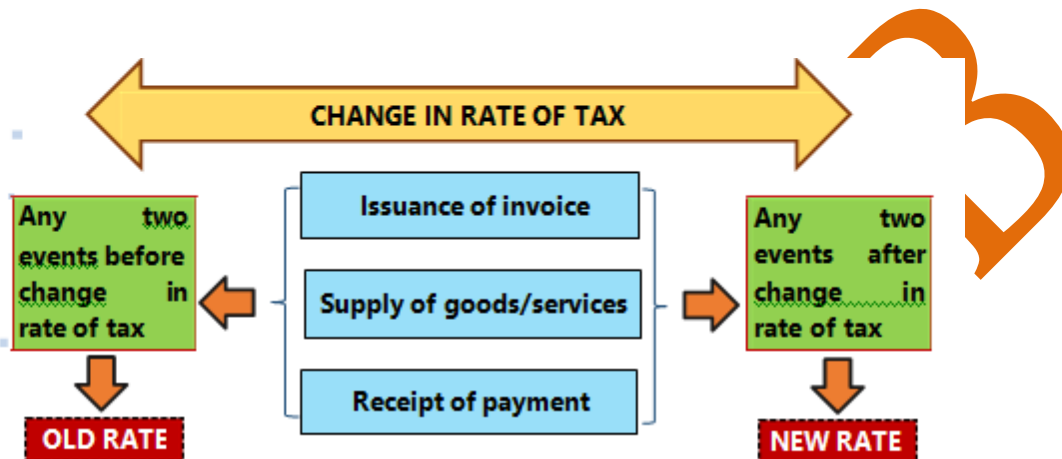 CHANGE IN RATE OF TAX
Any two
events before
change in
rate of tax
OLD RATE
Issuance of invoice
Supply of goods/services
Receipt of payment
Any two
events after
change in
rate of tax
NEW RATE